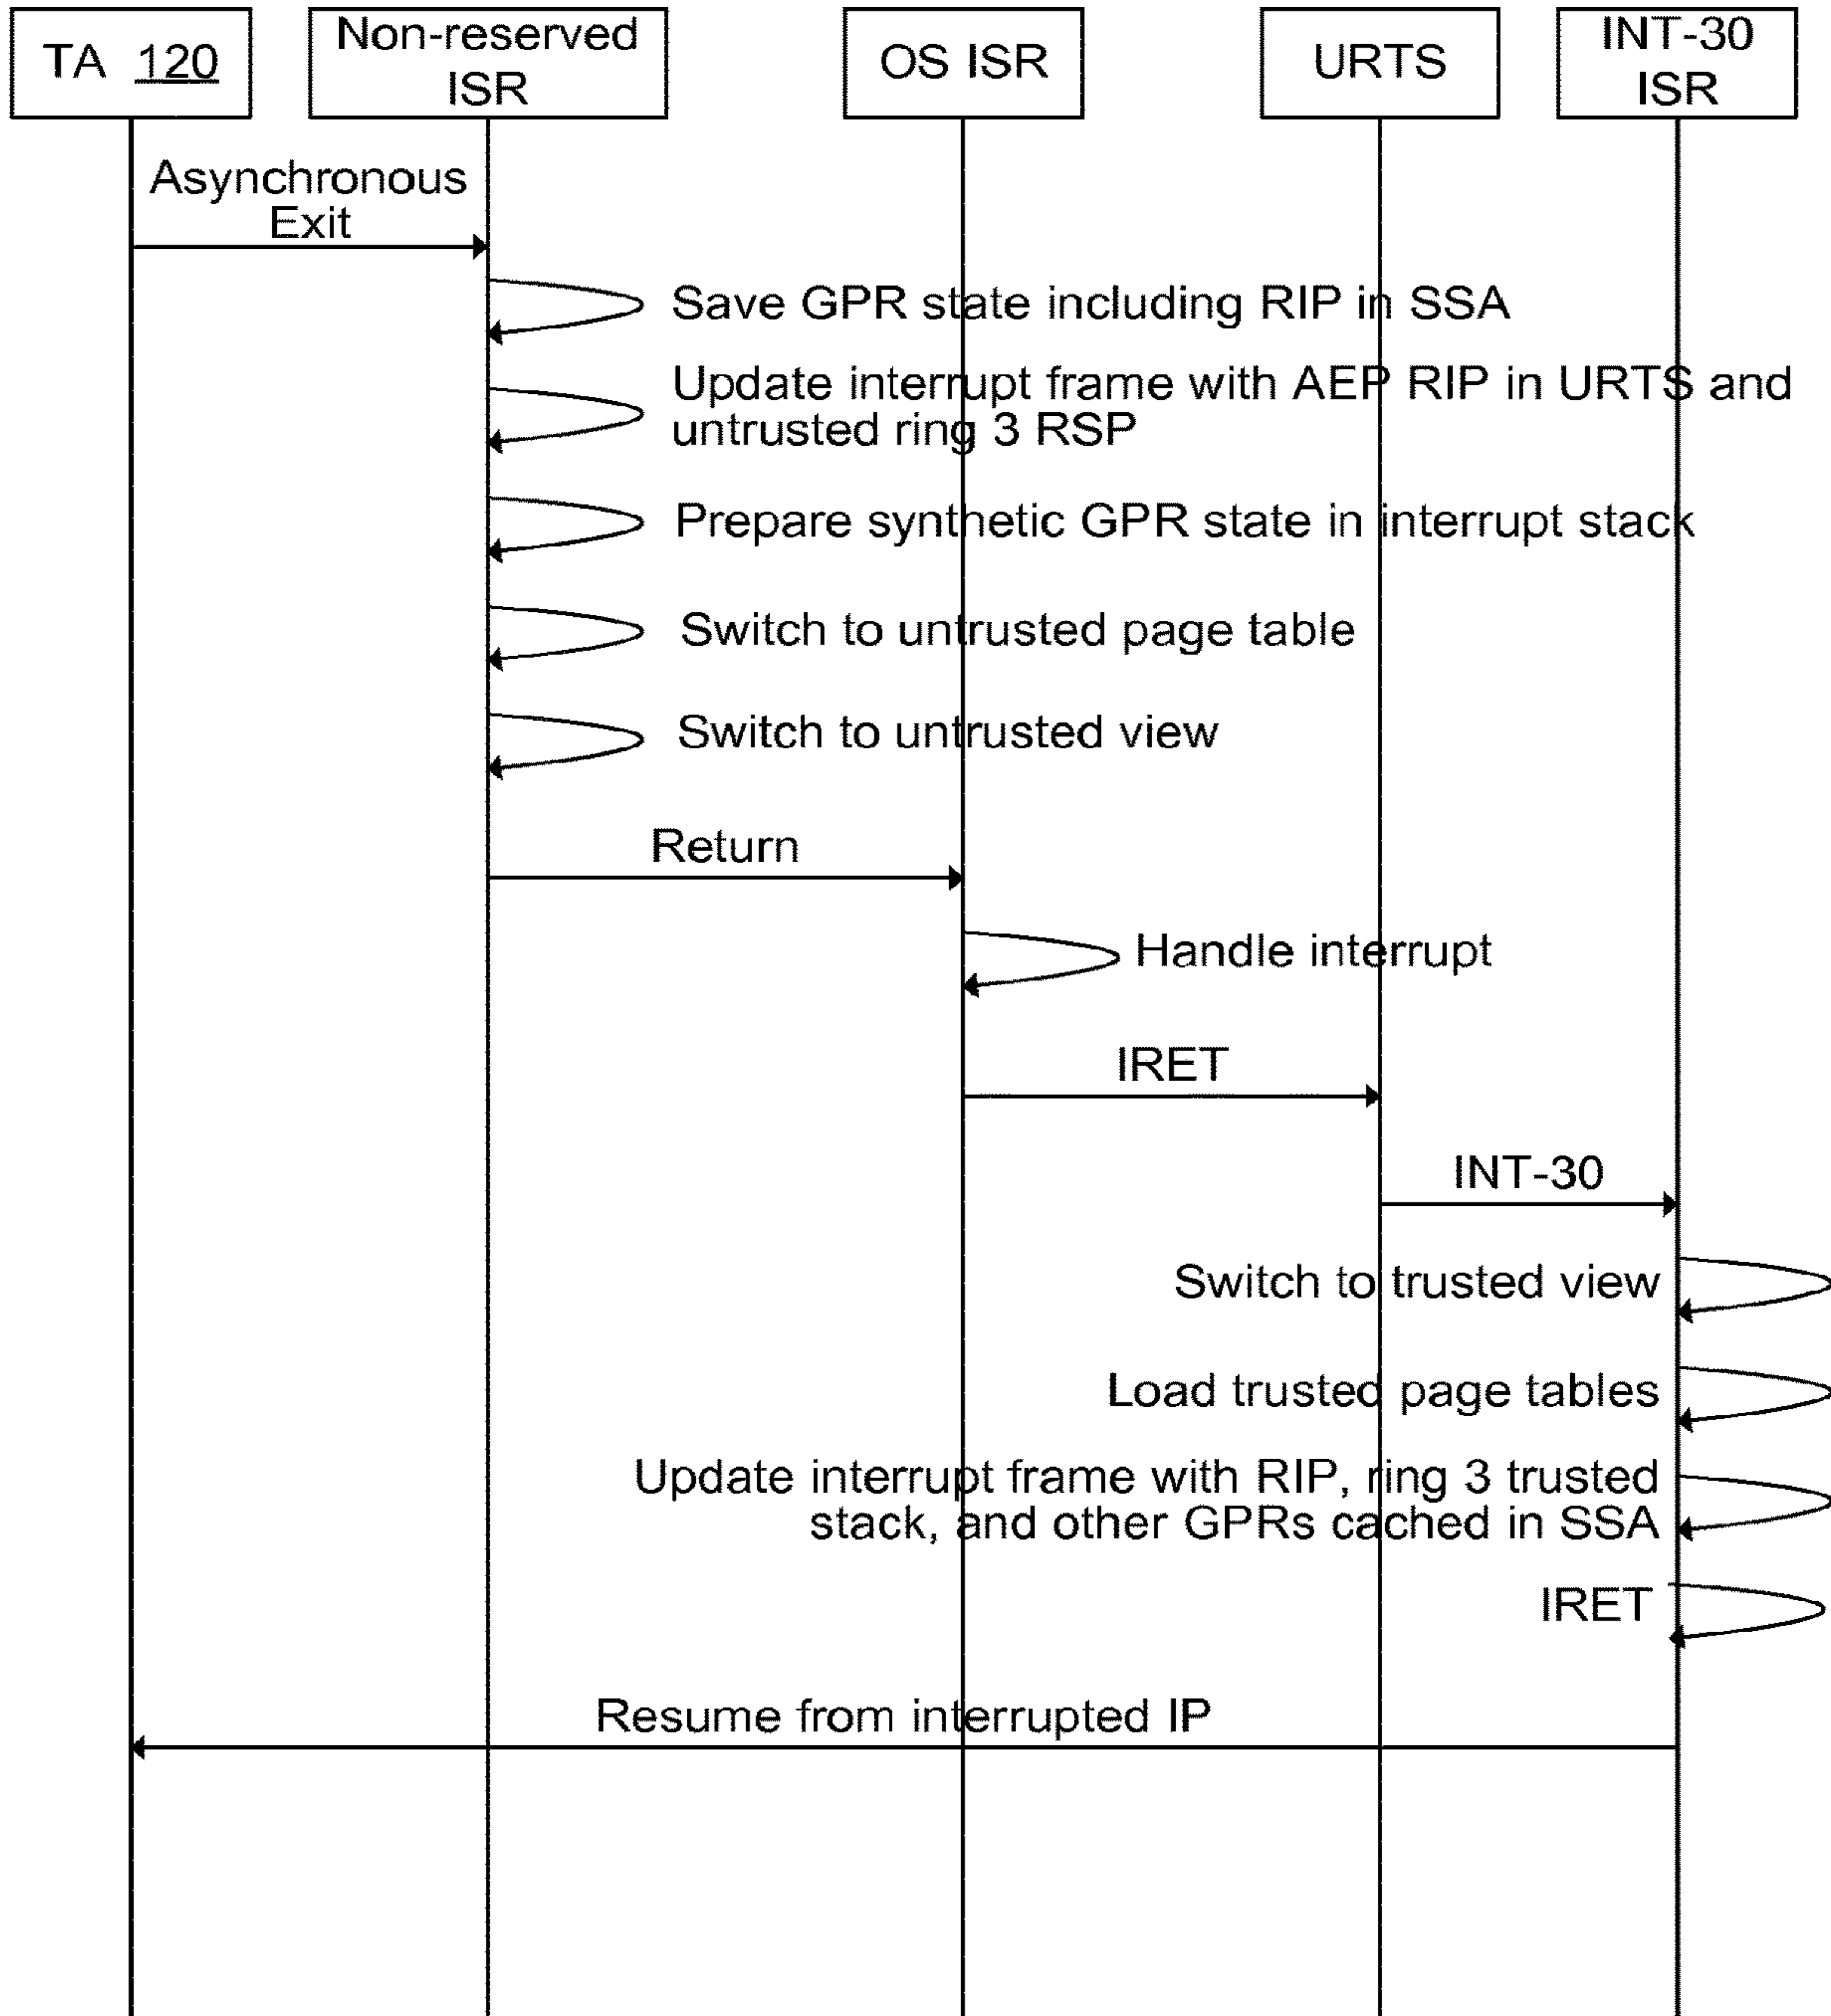 TA 120
Non-reserved
ISR
OS ISR
URTS
INT-30
ISR
Asynchronous
Exit
Save GPR state including RIP in SSA
Update interrupt frame with AEP RIP in URTS and
untrusted ring 3 RSP
Prepare synthetic GPR state in interrupt stack
Switch to untrusted page table
Switch to untrusted view
Return
Handle interrupt
IRET
INT-30
Switch to trusted view
Load trusted page tables
Update interrupt frame with RIP, ring 3 trusted
stack, and other GPRs cached in SSA
IRET
Resume from interrupted IP